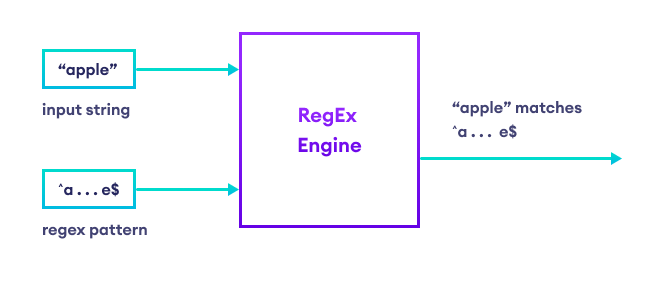 “apple”
input string
^a...e$
regex pattern
RegEx
Engine
“apple” matches
^a... e$